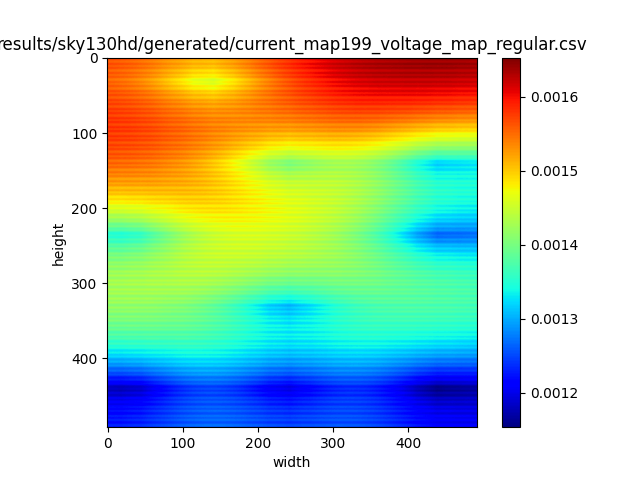 results/sky130hd/generated/current_map199_voltage_map_regular.csv
0
100
200
300
400
height
0 100 200 300 400
width
0.0016
0.0015
0.0014
0.0013
0.0012